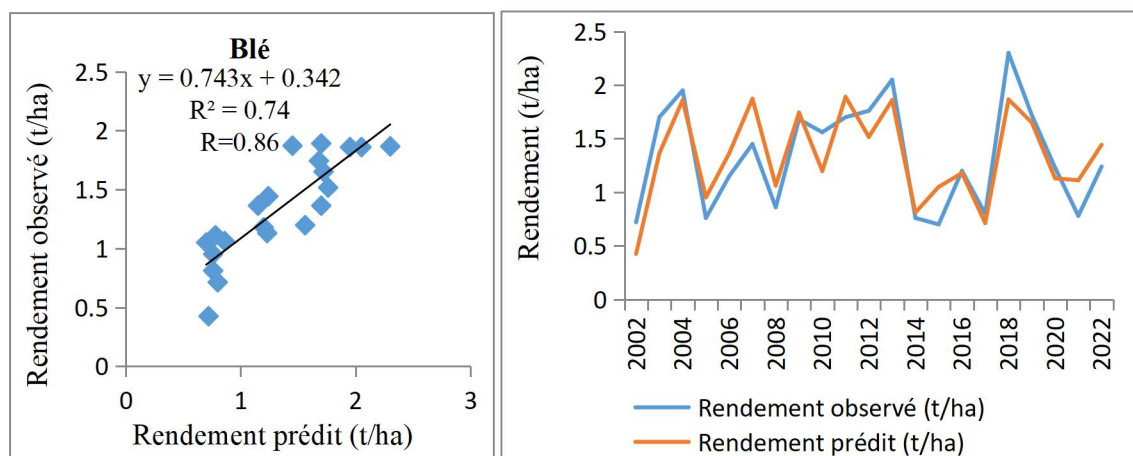 Blé
y = 0.743x + 0.342
R² = 0.74
R=0.86
Rendement observé (t/ha)
2.5
2
1.5
1
0.5
0
0 1 2 3
Rendement prédit (t/ha)
Rendement (t/ha)
2.5
2
1.5
1
0.5
0
2002 2004 2006 2008 2010 2012 2014 2016 2018 2020 2022
Rendement observé (t/ha)
Rendement prédit (t/ha)